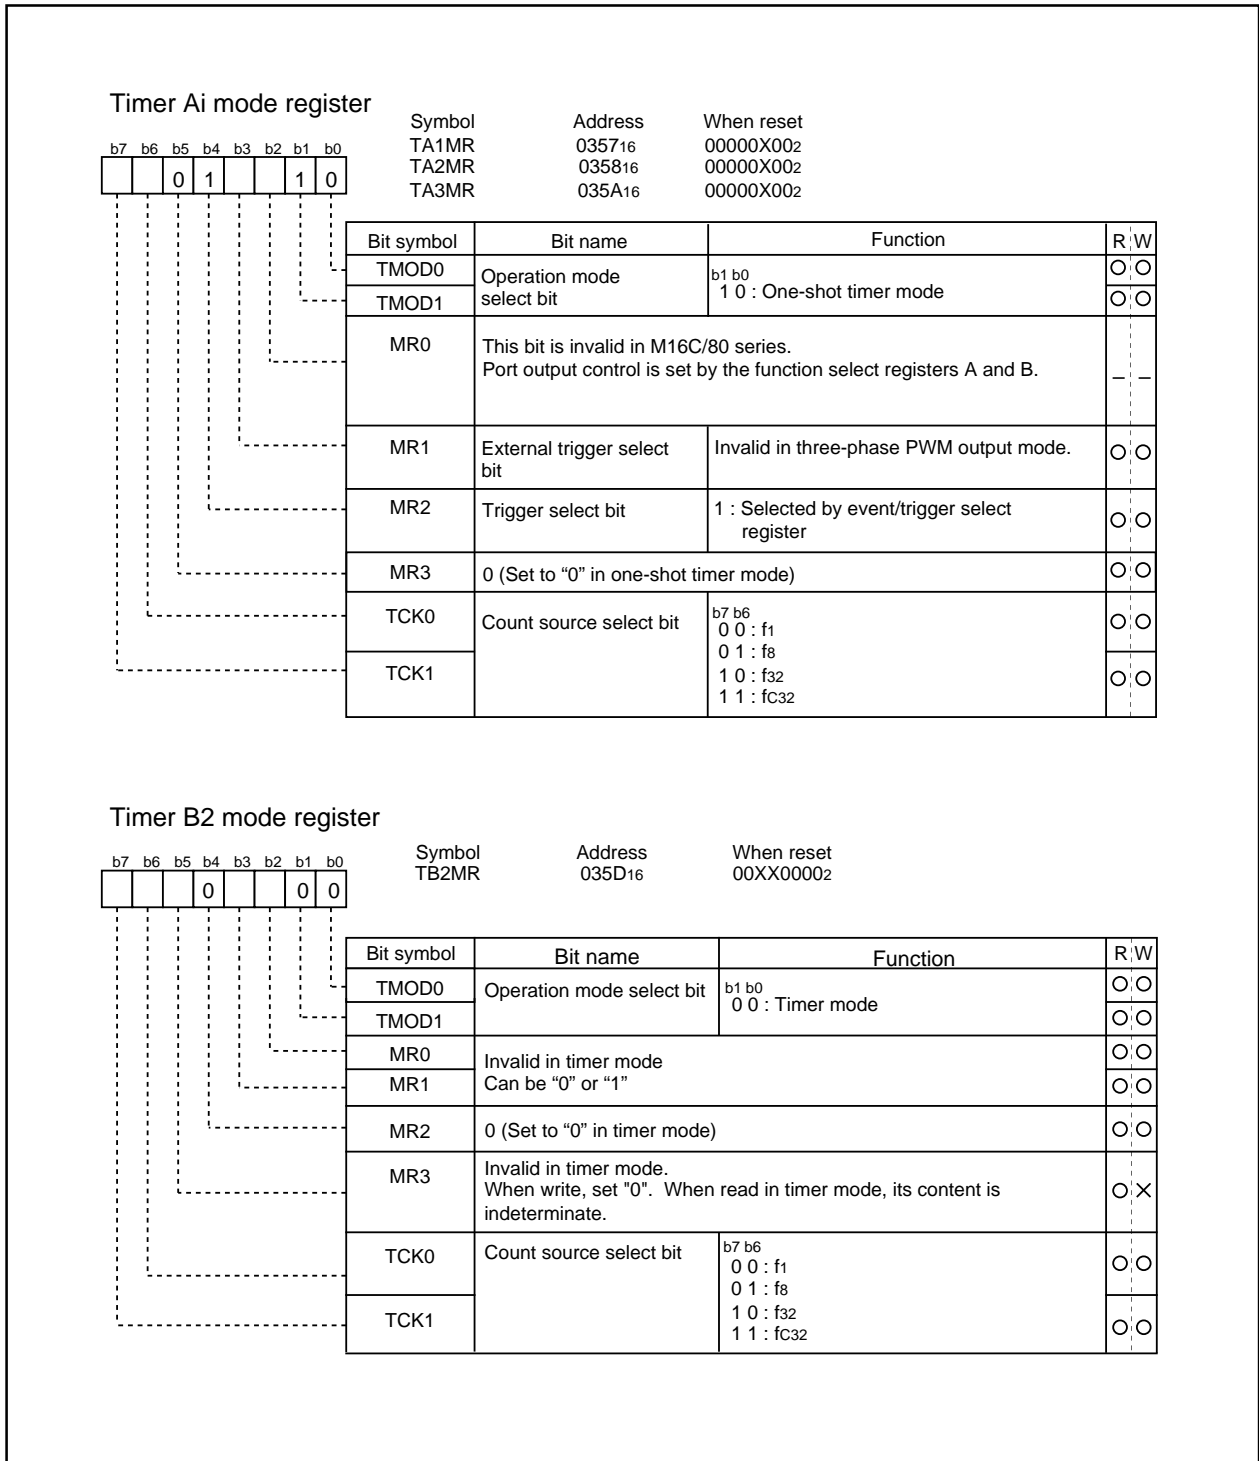 Timer Ai mode register
Symbol Address When reset
TA1MR 035716 00000X002
TA2MR 035816 00000X002
TA3MR 035A16 00000X002
b7 b6 b5 b4 b3 b2 b1 b0
0 1 1 0
Bit symbol Bit name Function R W
TMOD0 Operation mode select bit b1 b0
TMOD1 1 0 : One-shot timer mode
MR0 This bit is invalid in M16C/80 series.
Port output control is set by the function select registers A and B. – –
MR1 External trigger select Invalid in three-phase PWM output mode.
bit
MR2 Trigger select bit 1 : Selected by event/trigger select
register
MR3 0 (Set to “0” in one-shot timer mode)
TCK0 Count source select bit b7 b6
0 0 : f1
0 1 : f8
TCK1 1 0 : f32
1 1 : fC32
Timer B2 mode register
Symbol Address When reset
TB2MR 035D16 00XX00002
b7 b6 b5 b4 b3 b2 b1 b0
0 0 0
Bit symbol Bit name Function R W
TMOD0 Operation mode select bit b1 b0
0 0 : Timer mode
TMOD1
MR0 Invalid in timer mode
MR1 Can be “0” or “1”
MR2 0 (Set to “0” in timer mode)
MR3 Invalid in timer mode.
When write, set "0". When read in timer mode, its content is
indeterminate.
TCK0 Count source select bit b7 b6
0 0 : f1
0 1 : f8
TCK1 1 0 : f32
1 1 : fC32